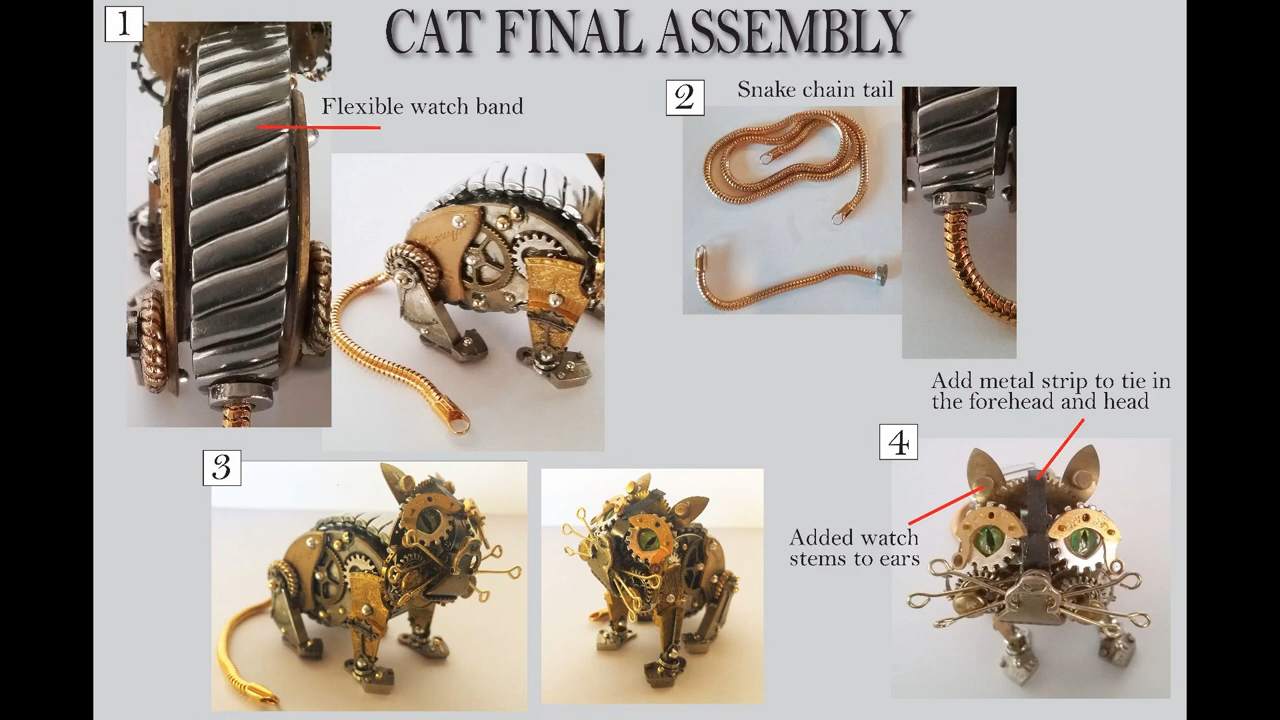 CAT FINAL ASSEMBLY
1
Flexible watch band
2
Snake chain tail
3
4
Add metal strip to tie in
the forehead and head
Added watch
stems to ears